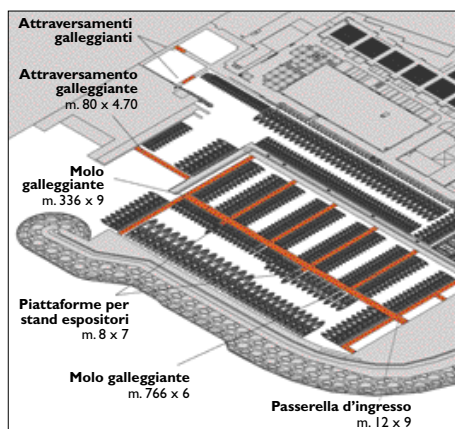 Attraversamenti
galleggianti
Attraversamento
galleggiante
m. 80 x 4.70
Molo
galleggiante
m. 336 x 9
Piattaforme per
stand espositori
m. 8 x 7
Molo galleggiante
m. 766 x 6
Passerella d'ingresso
m. 12 x 9